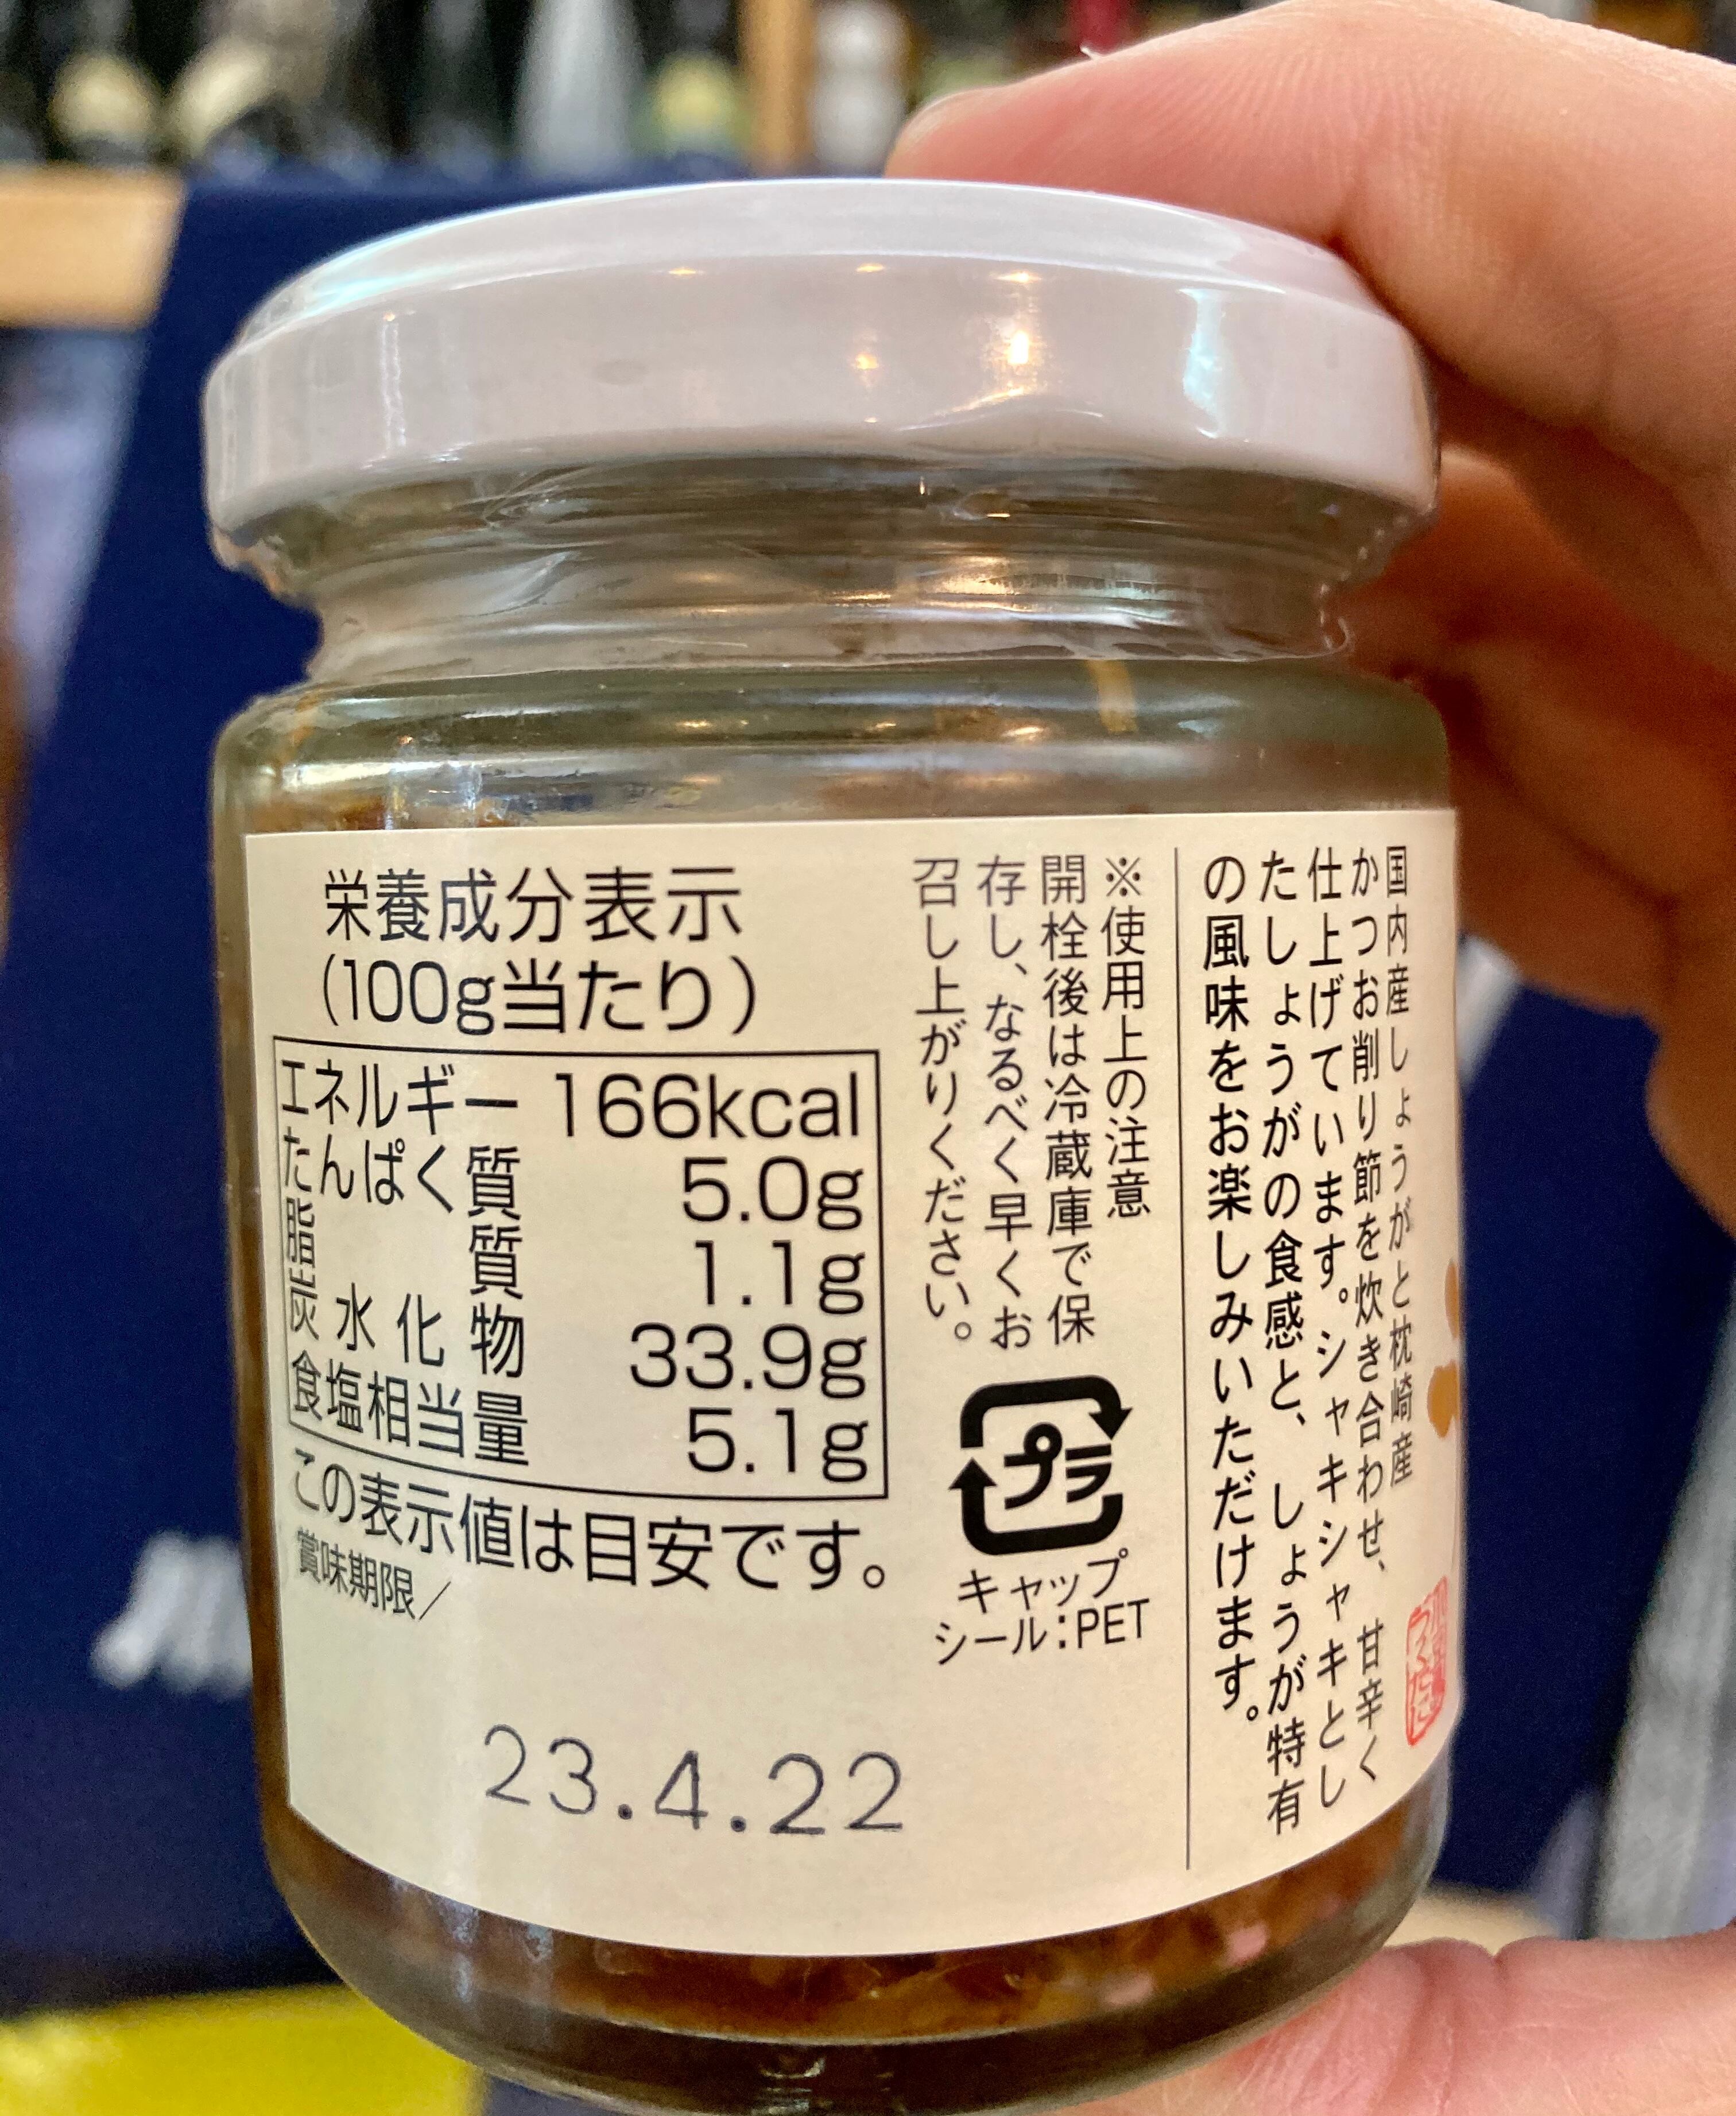 栄養成分表示
(100g当たり)
エネルギー 166kcal
たんぱく質 5.0g
脂質 1.1g
炭水化物 33.9g
食塩相当量 5.1g
この表示値は目安です。
賞味期限/
23.4.22
※使用上の注意
開栓後は冷蔵庫で保
存し、なるべく早くお
召し上がりください。
プラ
キャップ
シール:PET
国内産しょうがと枕崎産
かつお削り節を炊き合わせ、甘辛く
仕上げています。シャキシャキとし
たしょうがの食感と、しょうが特有
の風味をお楽しみいただけます。